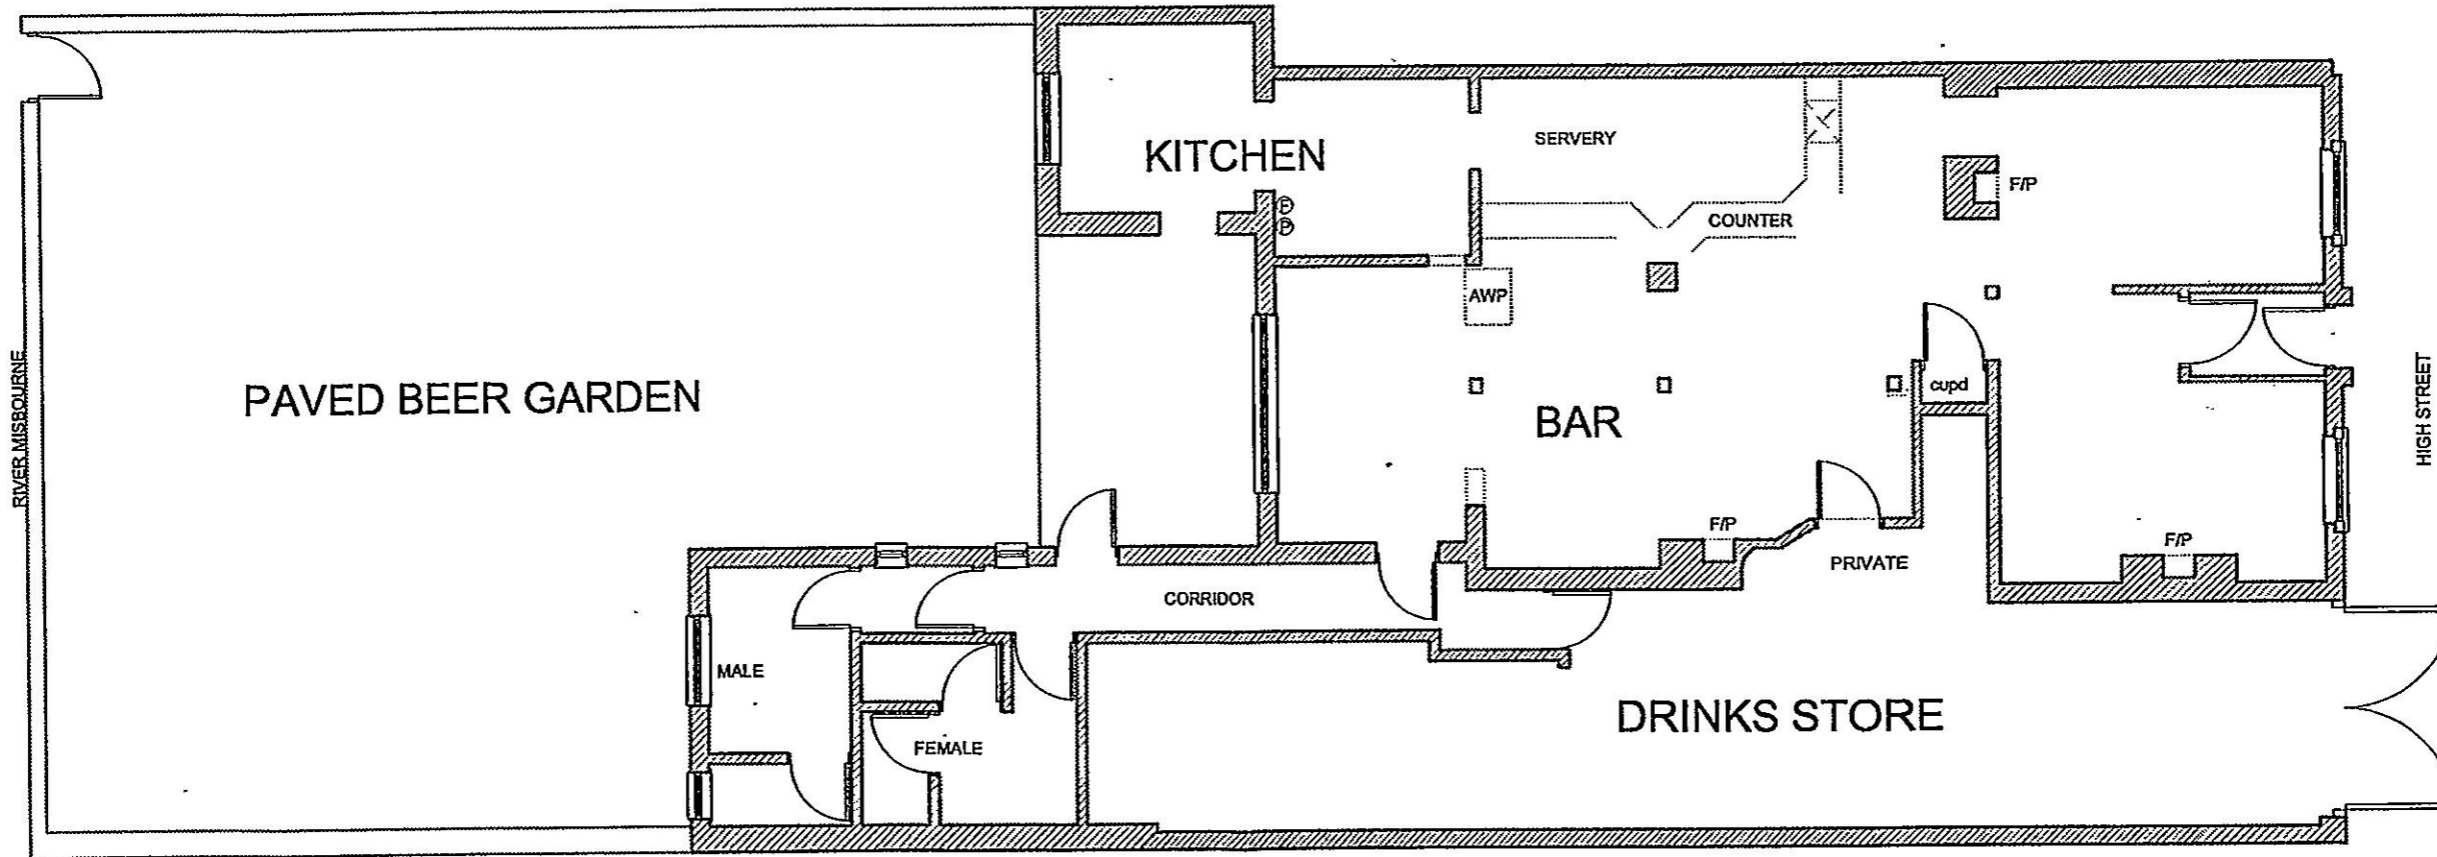 KITCHEN
SERVERY
F/P
COUNTER
F
P
AWP
RIVER MISBOURNE
PAVED BEER GARDEN
BAR
cupd
HIGH STREET
F/P
F/P
PRIVATE
CORRIDOR
MALE
FEMALE
DRINKS STORE